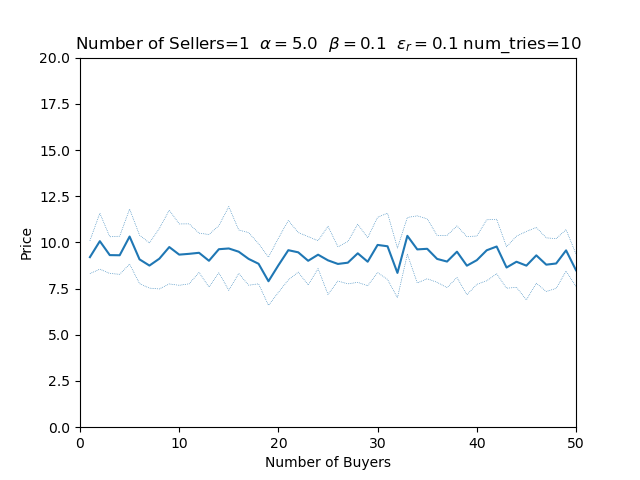 Number of Sellers=1 α = 5.0 β = 0.1 εᵣ = 0.1 num_tries=10
20.0
17.5
15.0
12.5
10.0
7.5
5.0
2.5
0.0
Price
0 10 20 30 40 50
Number of Buyers